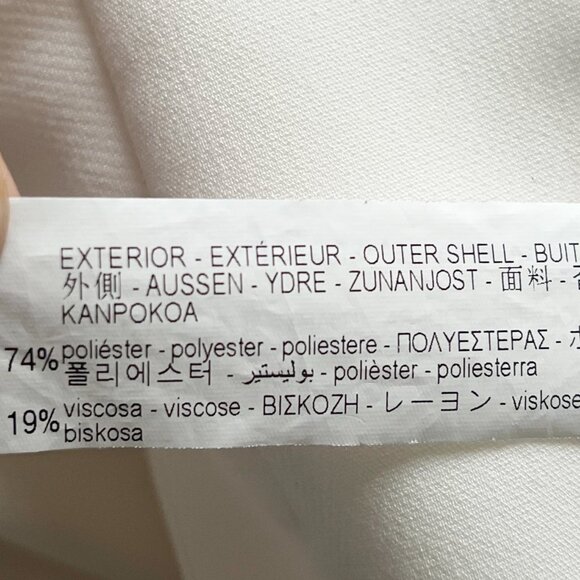 EXTERIOR - EXTÉRIEUR - OUTER SHELL - BUIT
外側 - AUSSEN - YDRE - ZUNANJOST - 面料 -
KANPOKOA
74% poliéster - polyester - poliestere - ΠΟΛΥΕΣΤΕΡΑΣ -
폴리에스터 - بوليستير - polièster - poliesterra
19% viscosa - viscose - ΒΙΣΚΟΖΗ - レーヨン - viskose
biskosa